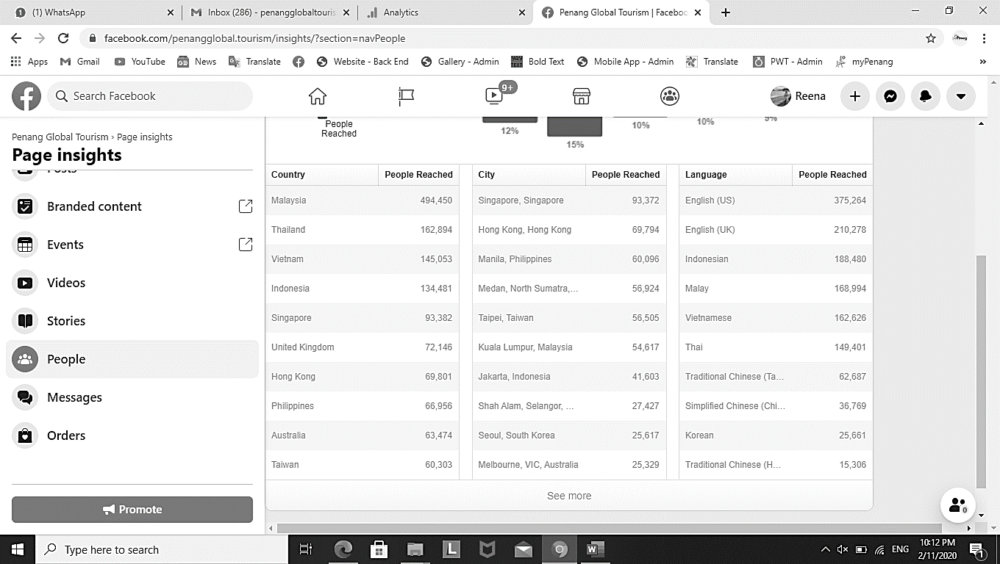 (1) WhatsApp
Inbox (286) - penangglobaltouris
Analytics
Penang Global Tourism | Faceboo
facebook.com/penangglobal.tourism/insights/?section=navPeople
Apps Gmail YouTube News Translate Website - Back End Gallery - Admin Bold Text Mobile App - Admin Translate PWT - Admin myPenang »
Search Facebook
9+
Reena
Penang Global Tourism › Page insights
Page insights
Posts
Branded content
Events
Videos
Stories
People
Messages
Orders
Promote
People
Reached
12% 15% 10% 10% 9%
Country People Reached City People Reached Language People Reached
Malaysia 494,450 Singapore, Singapore 93,372 English (US) 375,264
Thailand 162,894 Hong Kong, Hong Kong 69,794 English (UK) 210,278
Vietnam 145,053 Manila, Philippines 60,096 Indonesian 188,480
Indonesia 134,481 Medan, North Sumatra,... 56,924 Malay 168,994
Singapore 93,382 Taipei, Taiwan 56,505 Vietnamese 162,626
United Kingdom 72,146 Kuala Lumpur, Malaysia 54,617 Thai 149,401
Hong Kong 69,801 Jakarta, Indonesia 41,603 Traditional Chinese (Ta... 62,687
Philippines 66,956 Shah Alam, Selangor, ... 27,427 Simplified Chinese (Chi... 36,769
Australia 63,474 Seoul, South Korea 25,617 Korean 25,661
Taiwan 60,303 Melbourne, VIC, Australia 25,329 Traditional Chinese (H... 15,306
See more
0
Type here to search
ENG
10:12 PM
2/11/2020
1